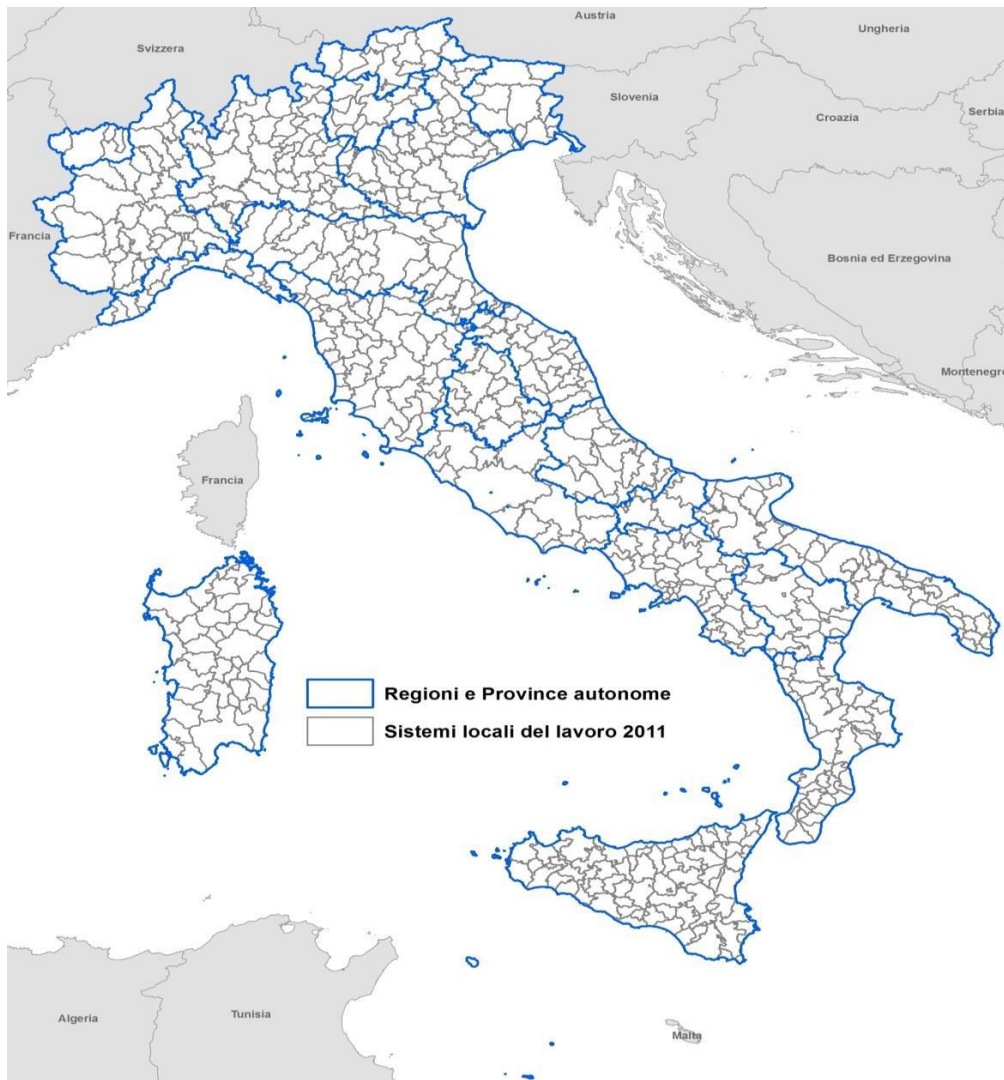 Austria
Ungheria
Svizzera
Slovenia
Croazia
Serbia
Francia
Bosnia ed Erzegovina
Montenegro
Francia
Regioni e Province autonome
Sistemi locali del lavoro 2011
Algeria
Tunisia
Malta